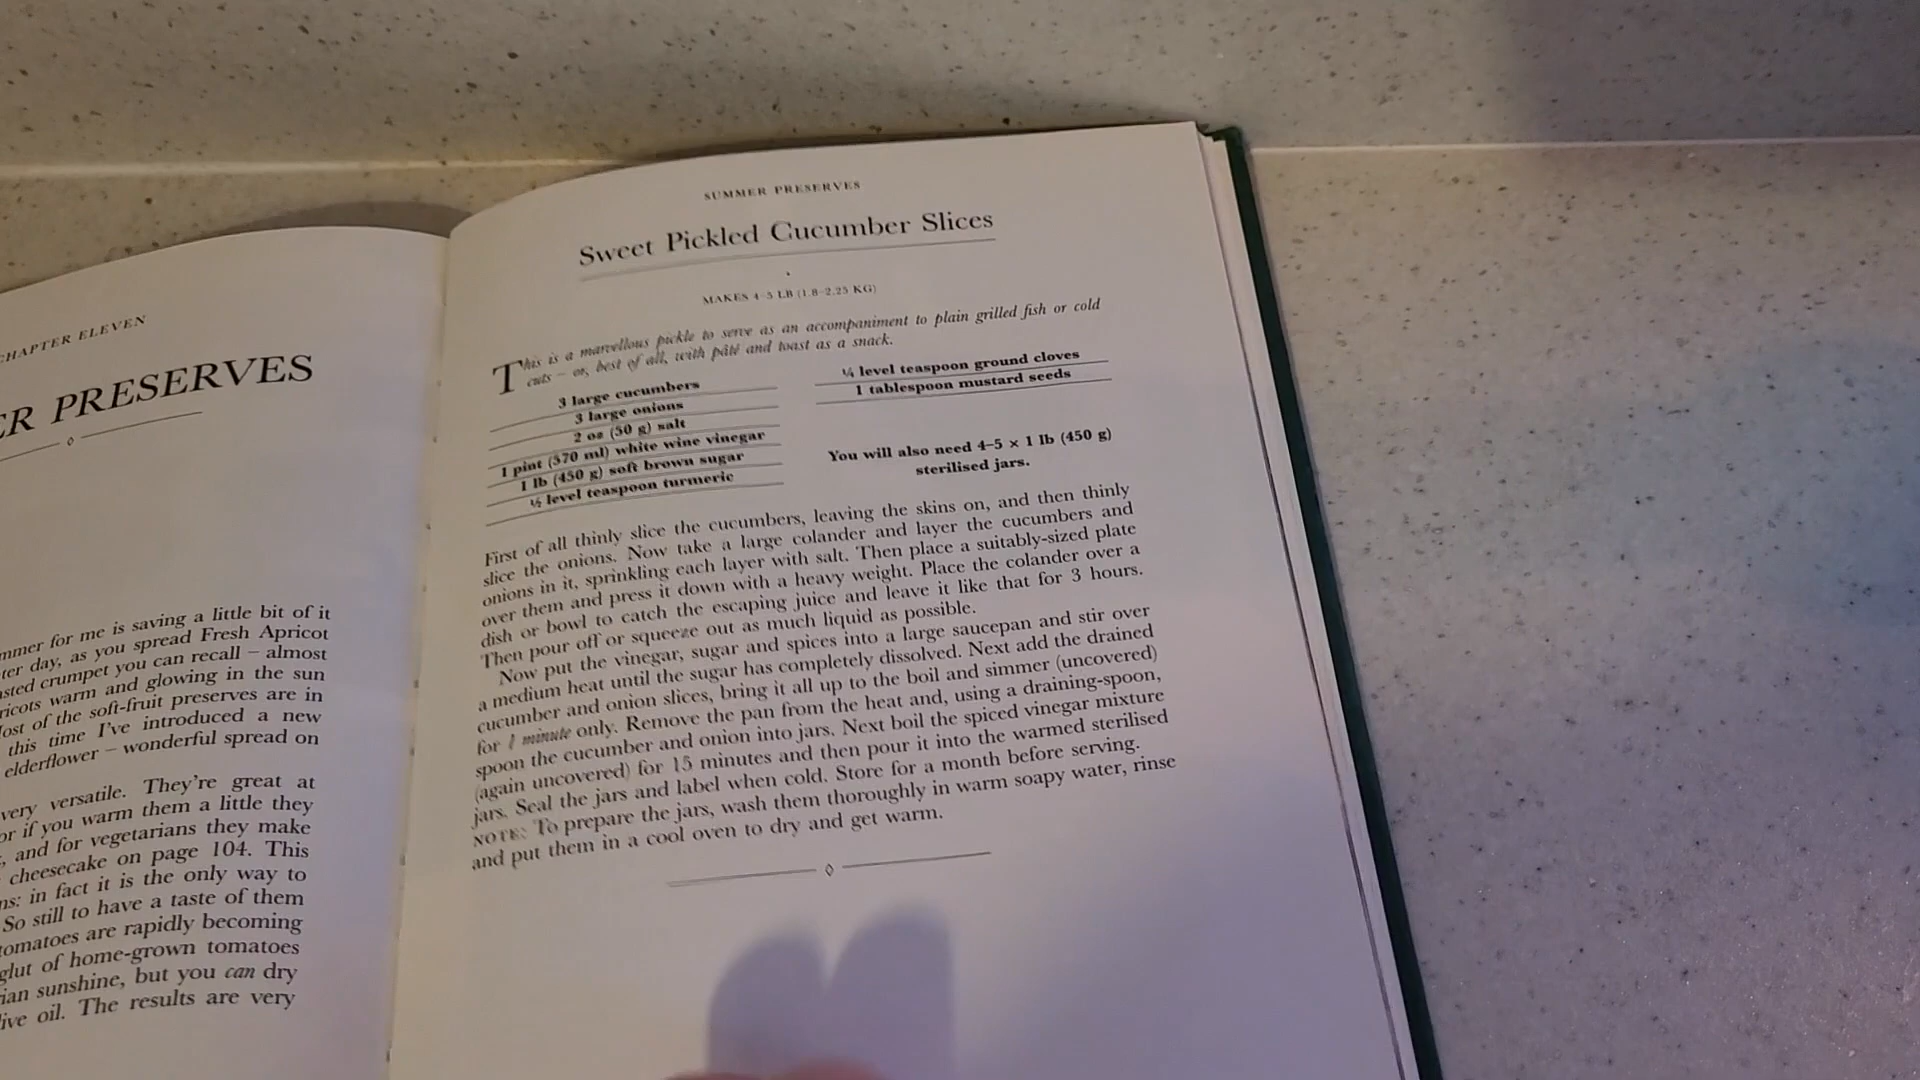 CHAPTER ELEVEN
ER PRESERVES
mmer for me is saving a little bit of it
ter day, as you spread Fresh Apricot
sted crumpet you can recall – almost
ricots warm and glowing in the sun
ost of the soft-fruit preserves are in
this time I've introduced a new
elderflower – wonderful spread on
very versatile. They're great at
or if you warm them a little they
, and for vegetarians they make
cheesecake on page 104. This
ns: in fact it is the only way to
So still to have a taste of them
tomatoes are rapidly becoming
glut of home-grown tomatoes
ian sunshine, but you can dry
ive oil. The results are very
SUMMER PRESERVES
Sweet Pickled Cucumber Slices
MAKES 4–5 LB (1.8–2.25 KG)
This is a marvellous pickle to serve as an accompaniment to plain grilled fish or cold
cuts – or, best of all, with pâté and toast as a snack.
3 large cucumbers
3 large onions
2 oz (50 g) salt
1 pint (570 ml) white wine vinegar
1 lb (450 g) soft brown sugar
½ level teaspoon turmeric
¼ level teaspoon ground cloves
1 tablespoon mustard seeds
You will also need 4–5 × 1 lb (450 g)
sterilised jars.
First of all thinly slice the cucumbers, leaving the skins on, and then thinly
slice the onions. Now take a large colander and layer the cucumbers and
onions in it, sprinkling each layer with salt. Then place a suitably-sized plate
over them and press it down with a heavy weight. Place the colander over a
dish or bowl to catch the escaping juice and leave it like that for 3 hours.
Then pour off or squeeze out as much liquid as possible.
Now put the vinegar, sugar and spices into a large saucepan and stir over
a medium heat until the sugar has completely dissolved. Next add the drained
cucumber and onion slices, bring it all up to the boil and simmer (uncovered)
for 1 minute only. Remove the pan from the heat and, using a draining-spoon,
spoon the cucumber and onion into jars. Next boil the spiced vinegar mixture
(again uncovered) for 15 minutes and then pour it into the warmed sterilised
jars. Seal the jars and label when cold. Store for a month before serving.
NOTE: To prepare the jars, wash them thoroughly in warm soapy water, rinse
and put them in a cool oven to dry and get warm.